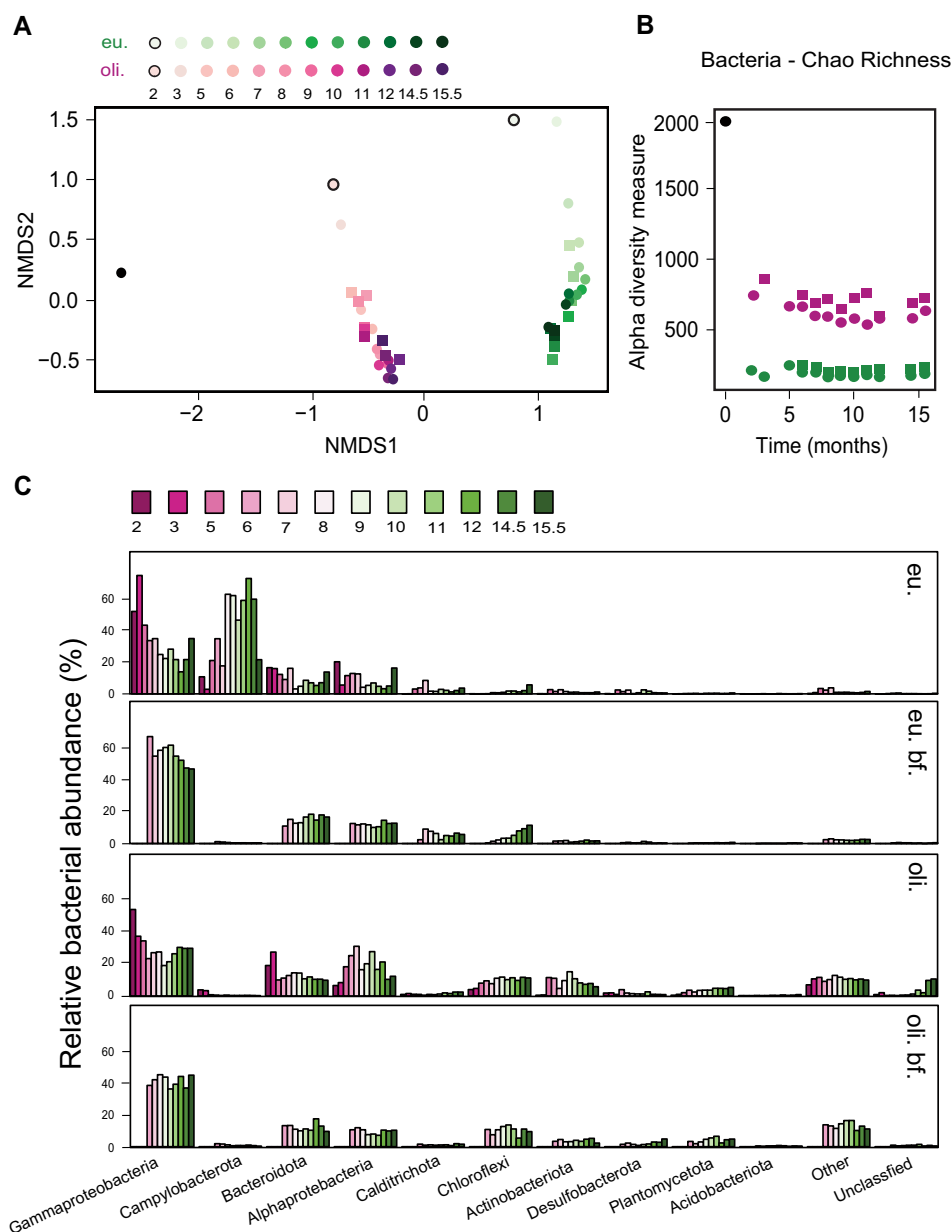 A
eu.
oli.
2 3 5 6 7 8 9 10 11 12 14.5 15.5
1.5
1.0
0.5
0.0
−0.5
NMDS2
−2 −1 0 1
NMDS1
B
Bacteria - Chao Richness
2000
1500
1000
500
Alpha diversity measure
0 5 10 15
Time (months)
C
2 3 5 6 7 8 9 10 11 12 14.5 15.5
Relative bacterial abundance (%)
60
40
20
0
eu.
60
40
20
0
eu. bf.
60
40
20
0
oli.
60
40
20
0
oli. bf.
Gammaproteobacteria
Campylobacterota
Bacteroidota
Alphaprotebacteria
Calditrichota
Chloroflexi
Actinobacteriota
Desulfobacterota
Planctomycetota
Acidobacteriota
Other
Unclassfied